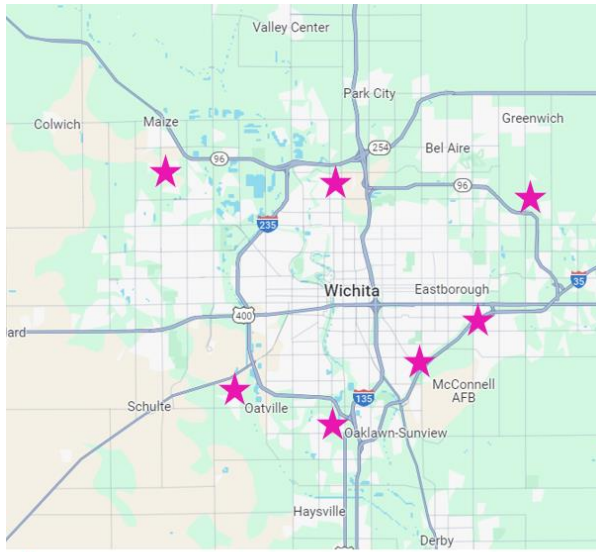 Valley Center
Park City
Greenwich
Colwich
Maize
254
Bel Aire
96
96
235
Wichita
Eastborough
35
400
ard
McConnell
AFB
135
Schulte
Oatville
Oaklawn-Sunview
Haysville
Derby